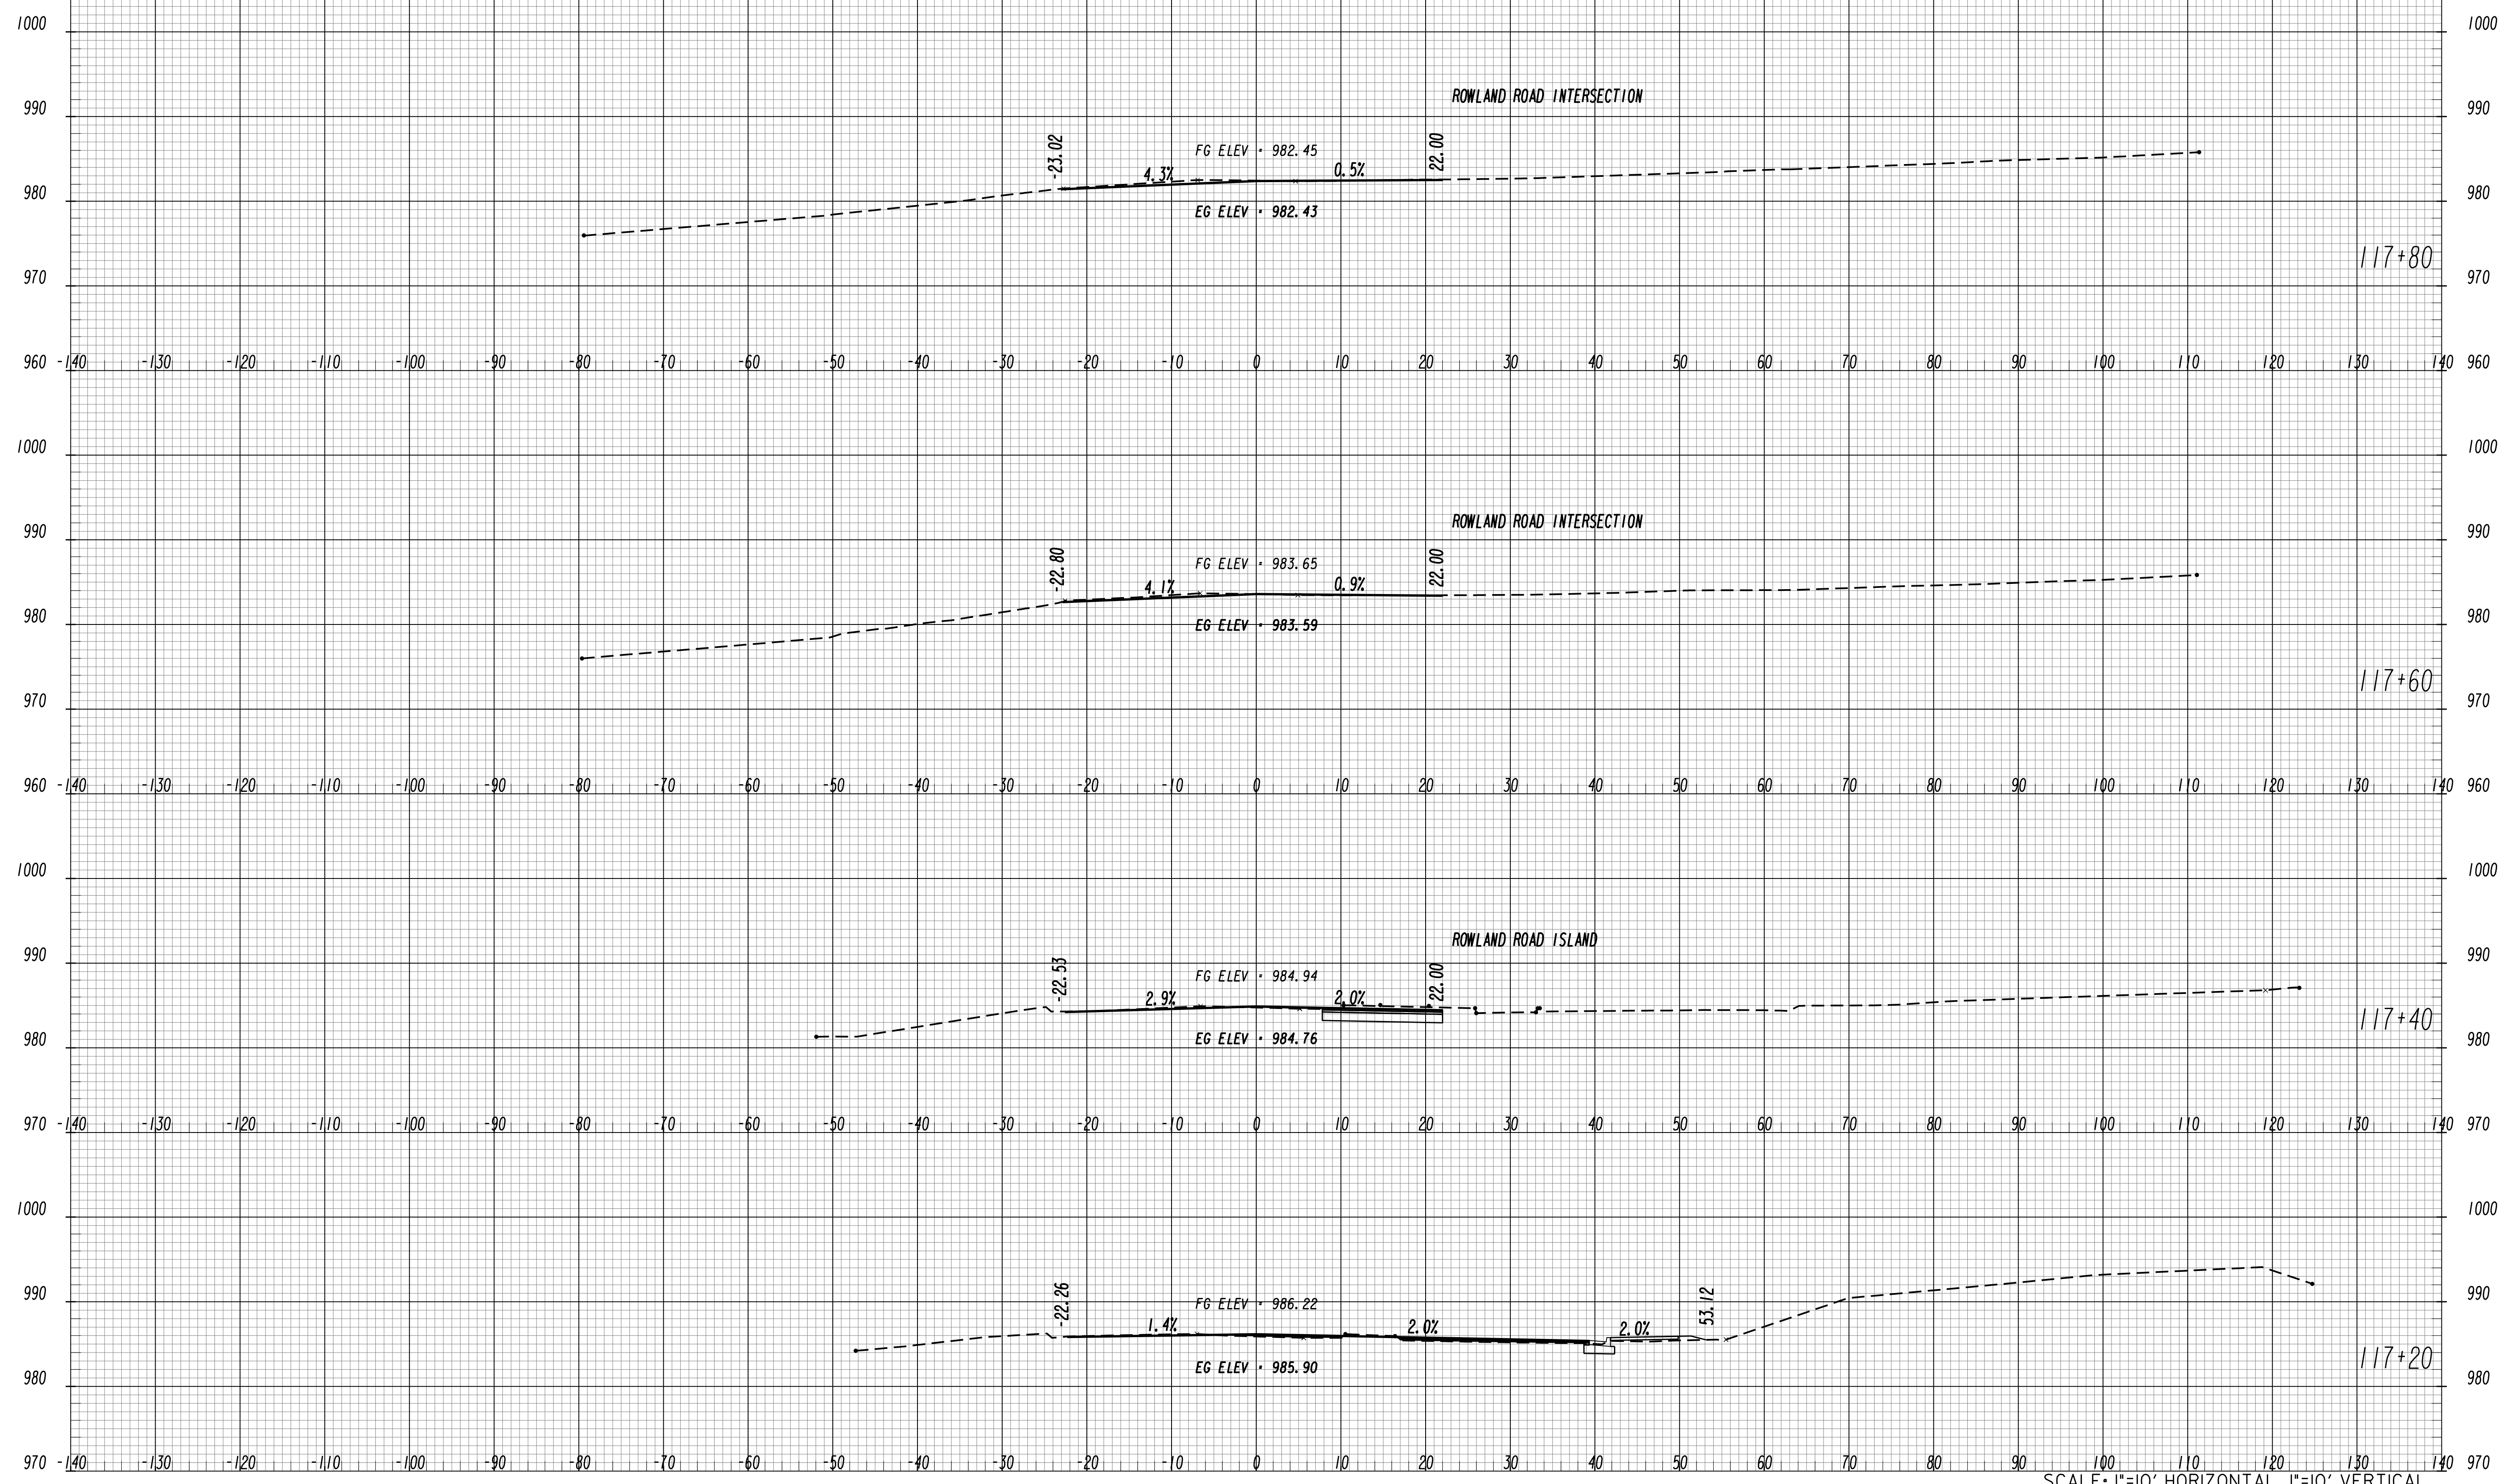 1000 1000
ROWLAND ROAD INTERSECTION
990 990
-23.02 FG ELEV = 982.45 22.00
4.3% 0.5%
980 980
EG ELEV = 982.43
117+80
970 970
960 -140 -130 -120 -110 -100 -90 -80 -70 -60 -50 -40 -30 -20 -10 0 10 20 30 40 50 60 70 80 90 100 110 120 130 140 960
1000 1000
ROWLAND ROAD INTERSECTION
990 990
-22.80 FG ELEV = 983.65 22.00
4.1% 0.9%
980 980
EG ELEV = 983.59
117+60
970 970
960 -140 -130 -120 -110 -100 -90 -80 -70 -60 -50 -40 -30 -20 -10 0 10 20 30 40 50 60 70 80 90 100 110 120 130 140 960
1000 1000
ROWLAND ROAD ISLAND
990 990
-22.53 FG ELEV = 984.94 22.00
2.9% 2.0%
117+40
980 980
EG ELEV = 984.76
970 -140 -130 -120 -110 -100 -90 -80 -70 -60 -50 -40 -30 -20 -10 0 10 20 30 40 50 60 70 80 90 100 110 120 130 140 970
1000 1000
990 990
-22.26 FG ELEV = 986.22 53.12
1.4% 2.0% 2.0%
117+20
EG ELEV = 985.90
980 980
970 -140 -130 -120 -110 -100 -90 -80 -70 -60 -50 -40 -30 -20 -10 0 10 20 30 40 50 60 70 80 90 100 110 120 130 140 970
SCALE: 1"=10' HORIZONTAL, 1"=10' VERTICAL